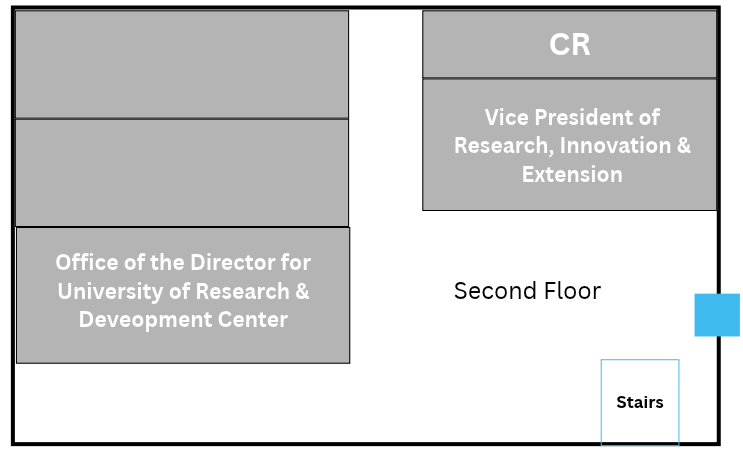 CR
Vice President of
Research, Innovation &
Extension
Office of the Director for
University of Research &
Deveopment Center
Second Floor
Stairs